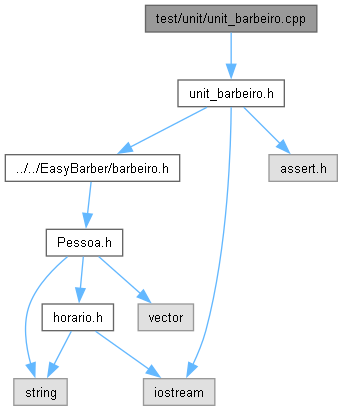 test/unit/unit_barbeiro.cpp
unit_barbeiro.h
../../EasyBarber/barbeiro.h
assert.h
Pessoa.h
horario.h
vector
string
iostream